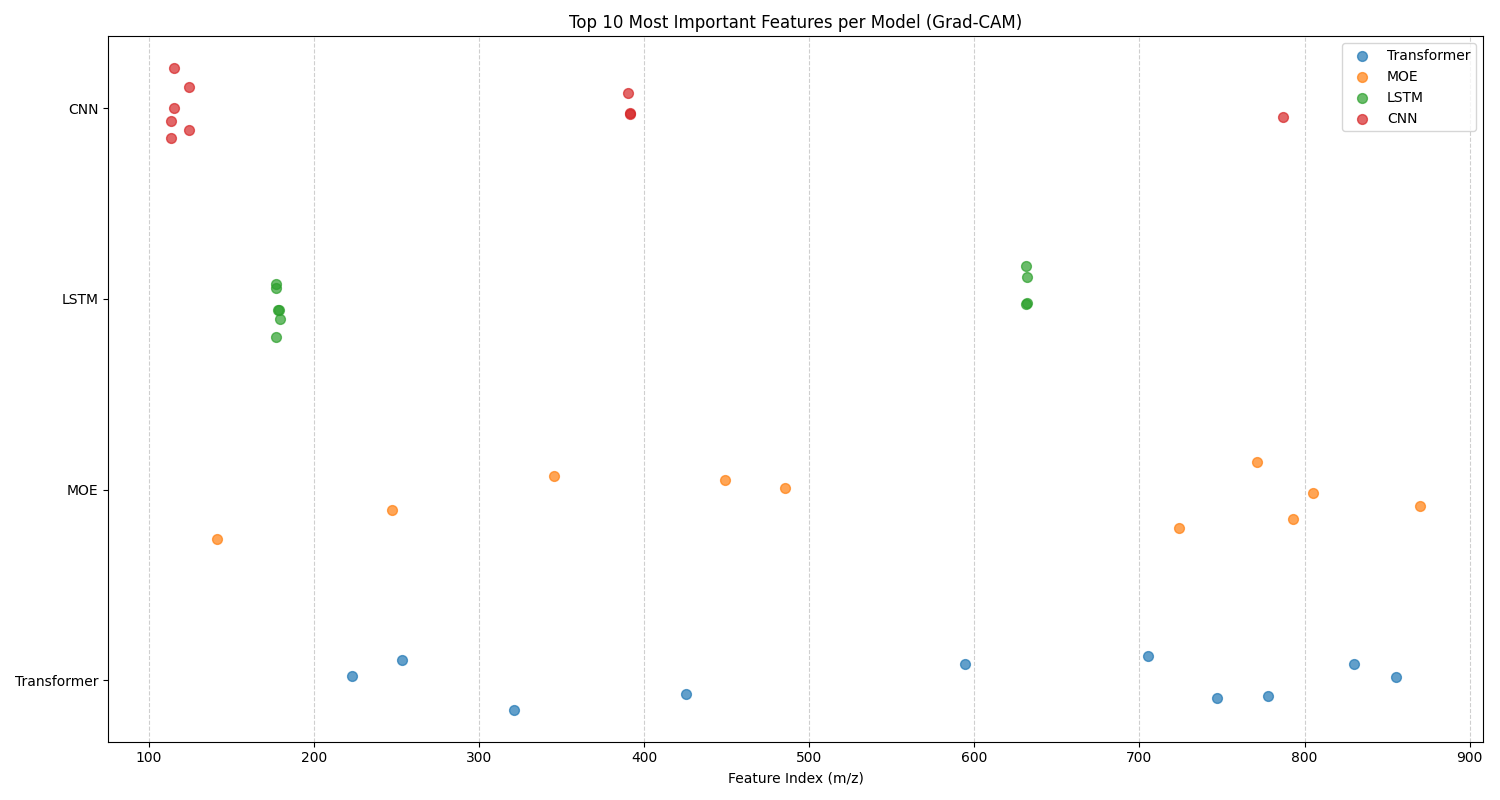 Top 10 Most Important Features per Model (Grad-CAM)
Transformer
MOE
LSTM
CNN
CNN
LSTM
MOE
Transformer
100 200 300 400 500 600 700 800 900
Feature Index (m/z)